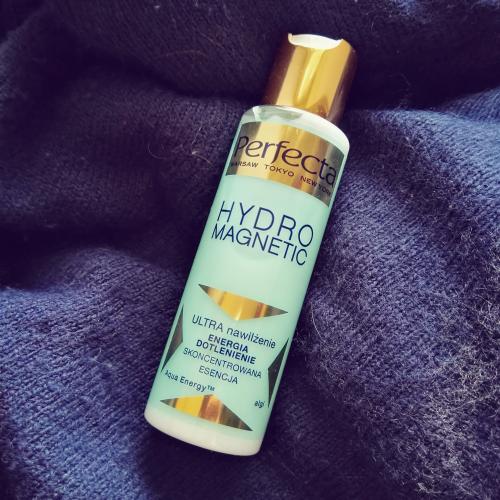 Perfecta
WARSAW TOKYO NEW YORK
HYDRO
MAGNETIC
ULTRA nawilżenie
ENERGIA
DOTLENIENIE
SKONCENTROWANA
ESENCJA
Aqua Energy™
algi